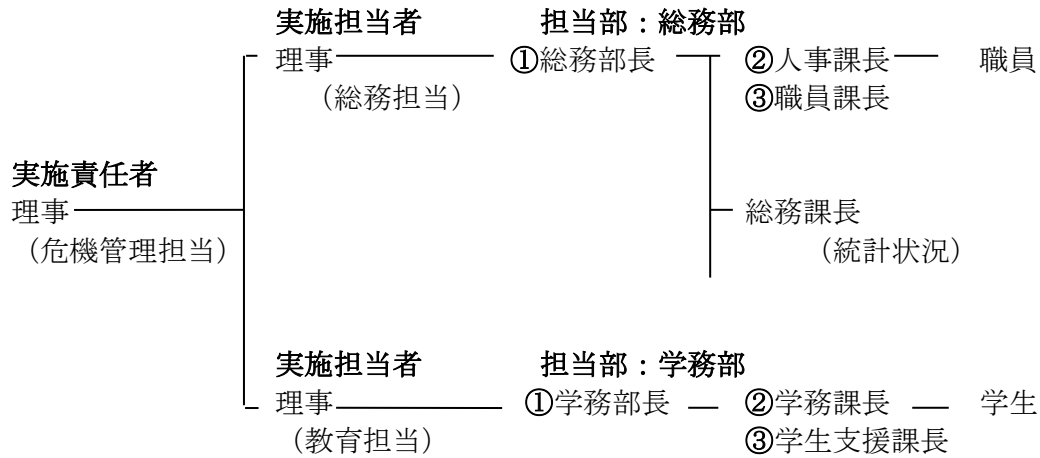 実施担当者 担当部：総務部
理事 ①総務部長 ②人事課長 職員
（総務担当） ③職員課長
実施責任者
理事 総務課長
（危機管理担当） （統計状況）
実施担当者 担当部：学務部
理事 ①学務部長 ②学務課長 学生
（教育担当） ③学生支援課長